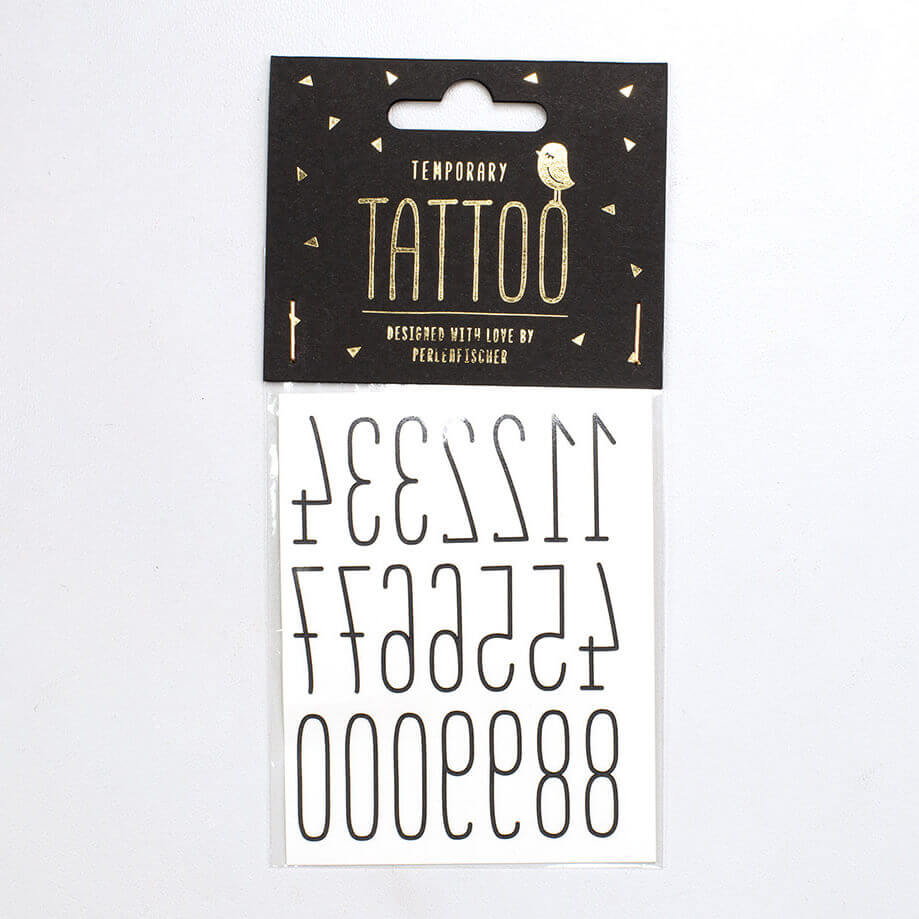 TEMPORARY
TATTOO
DESIGNED WITH LOVE BY
PERLENFISCHER
1122334
4556677
8899000